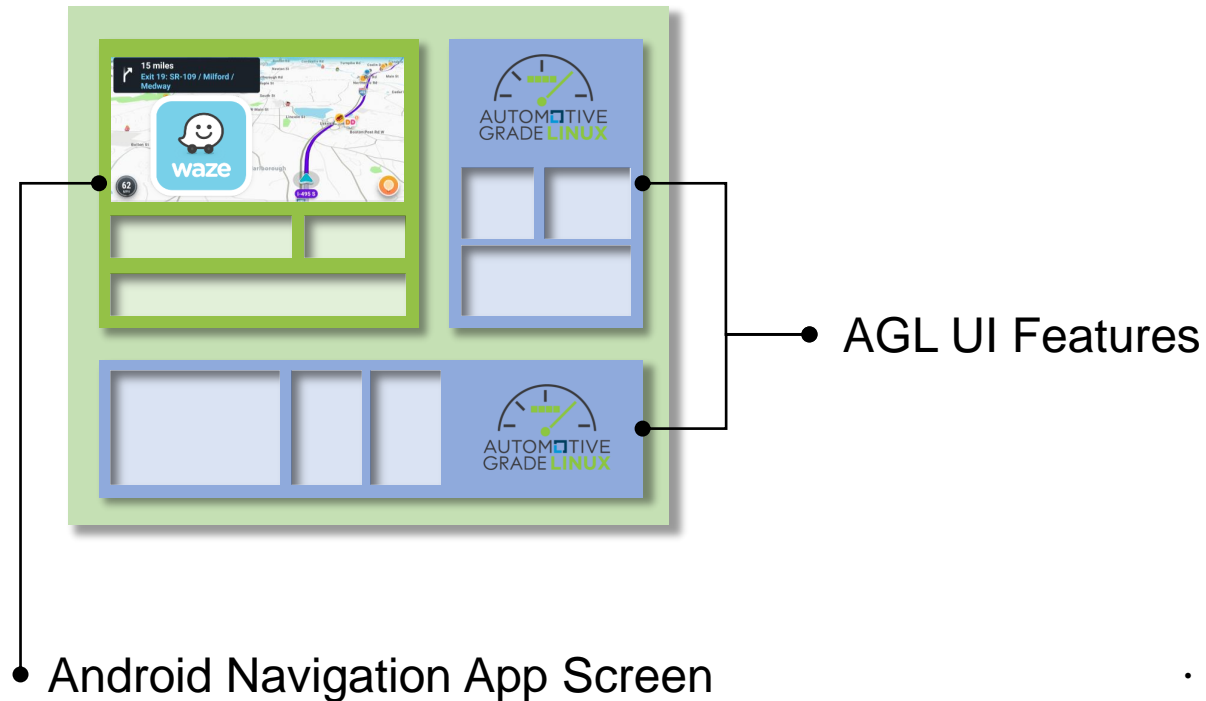 15 miles
Exit 19: SR-109 / Milford /
Medway
waze
62
I-495 S
AUTOMOTIVE
GRADE LINUX
AUTOMOTIVE
GRADE LINUX
AGL UI Features
Android Navigation App Screen